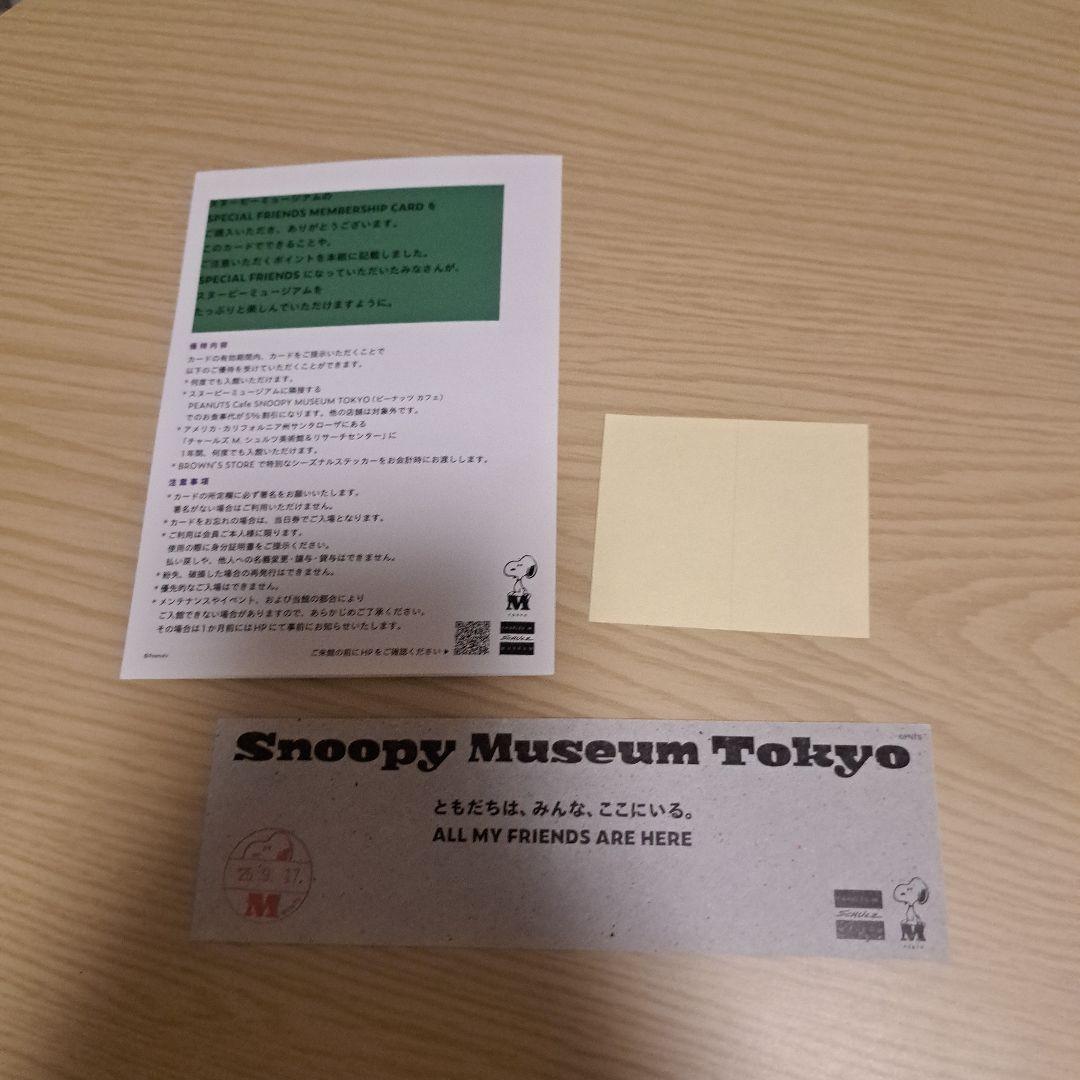 スヌーピーミュージアムの
SPECIAL FRIENDS MEMBERSHIP CARD を
ご購入いただき、ありがとうございます。
このカードでできることや、
ご注意いただくポイントを本紙に記載しました。
SPECIAL FRIENDS になっていただいたみなさんが、
スヌーピーミュージアムを
たっぷりと楽しんでいただけますように。
優待内容
カードの有効期間内、カードをご提示いただくことで
以下のご優待を受けていただくことができます。
*何度でも入館いただけます。
*スヌーピーミュージアムに隣接する
PEANUTS Cafe SNOOPY MUSEUM TOKYO (ピーナッツ カフェ)
でのお食事代が5%割引になります。他の店舗は対象外です。
*アメリカ・カリフォルニア州サンタローザにある
「チャールズ M. シュルツ美術館&リサーチセンター」に
1年間、何度でも入館いただけます。
*BROWN'S STORE で特別なシーズナルステッカーをお会計時にお渡しします。
注意事項
*カードの所定欄に必ず署名をお願いいたします。
署名がない場合はご利用いただけません。
*カードをお忘れの場合は、当日券でご入場となります。
*ご利用は会員ご本人様に限ります。
使用の際に身分証明書をご提示ください。
払い戻しや、他人への名義変更・譲与・貸与はできません。
*紛失、破損した場合の再発行はできません。
*優先的なご入場はできません。
*メンテナンスやイベント、および当館の都合により
ご入館できない場合がありますので、あらかじめご了承ください。
その場合は1か月前にはHPにて事前にお知らせいたします。
ご来館の前にHPをご確認ください▶
M
TOKYO
CHARLES M.
SCHULZ
MUSEUM
Snoopy Museum Tokyo
ともだちは、みんな、ここにいる。
ALL MY FRIENDS ARE HERE
25.9.17
M
SCHULZ
M
TOKYO